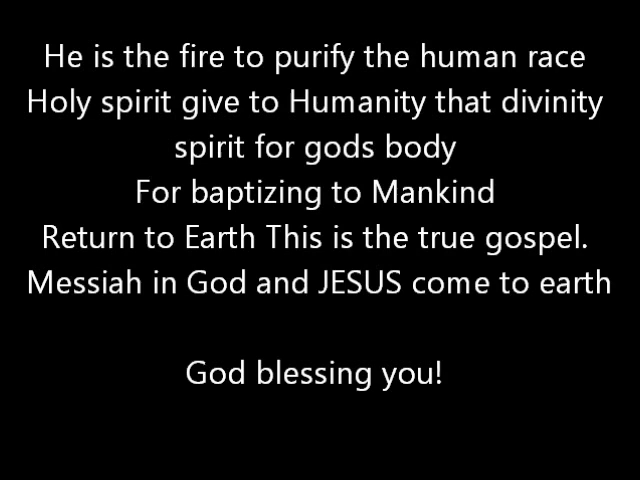 He is the fire to purify the human race
Holy spirit give to Humanity that divinity
spirit for gods body
For baptizing to Mankind
Return to Earth This is the true gospel.
Messiah in God and JESUS come to earth
God blessing you!